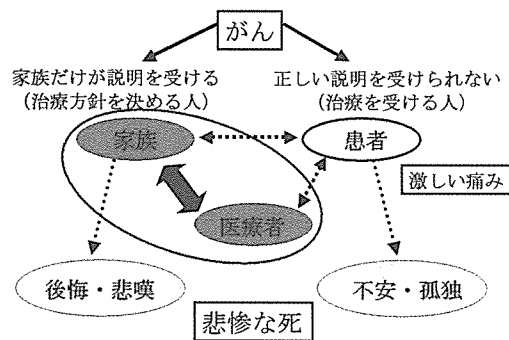 がん
家族だけが説明を受ける
(治療方針を決める人)
正しい説明を受けられない
(治療を受ける人)
家族
患者
激しい痛み
医療者
後悔・悲嘆
不安・孤独
悲惨な死